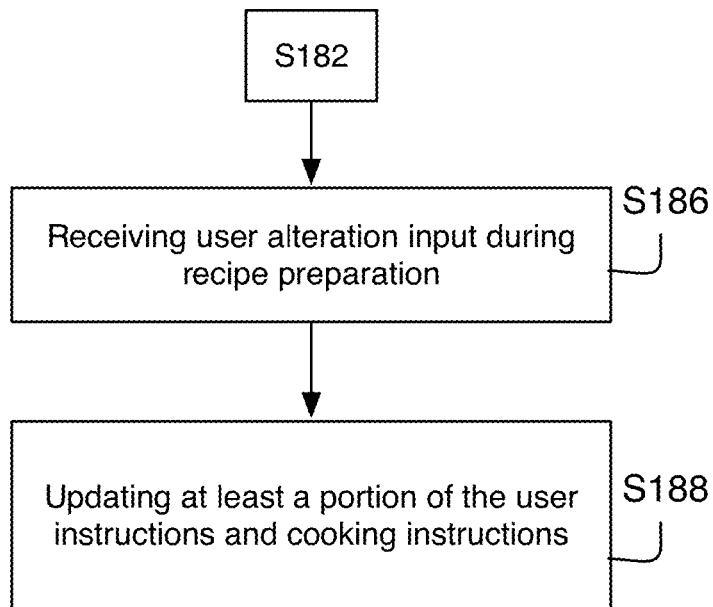 S182
S186
Receiving user alteration input during
recipe preparation
S188
Updating at least a portion of the user
instructions and cooking instructions